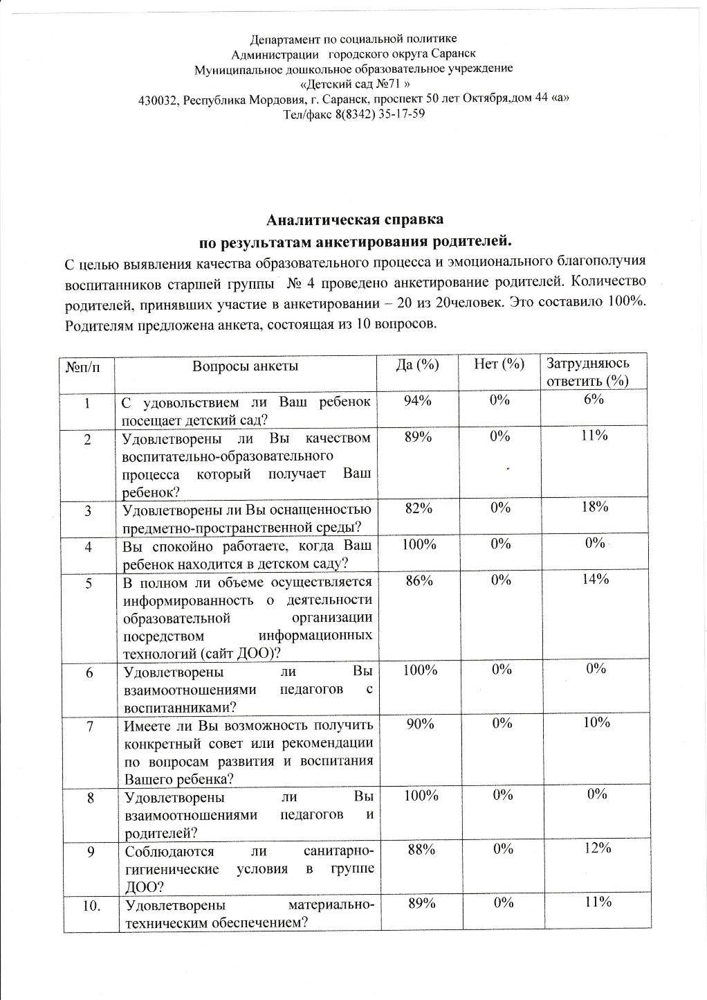 Департамент по социальной политике
Администрации городского округа Саранск
Муниципальное дошкольное образовательное учреждение
«Детский сад №71 »
430032, Республика Мордовия, г. Саранск, проспект 50 лет Октября,дом 44 «а»
Тел/факс 8(8342) 35-17-59
Аналитическая справка
по результатам анкетирования родителей.
С целью выявления качества образовательного процесса и эмоционального благополучия
воспитанников старшей группы № 4 проведено анкетирование родителей. Количество
родителей, принявших участие в анкетировании – 20 из 20человек. Это составило 100%.
Родителям предложена анкета, состоящая из 10 вопросов.
№п/п Вопросы анкеты Да (%) Нет (%) Затрудняюсь
ответить (%)
1 С удовольствием ли Ваш ребенок 94% 0% 6%
посещает детский сад?
2 Удовлетворены ли Вы качеством 89% 0% 11%
воспитательно-образовательного
процесса который получает Ваш
ребенок?
3 Удовлетворены ли Вы оснащенностью 82% 0% 18%
предметно-пространственной среды?
4 Вы спокойно работаете, когда Ваш 100% 0% 0%
ребенок находится в детском саду?
5 В полном ли объеме осуществляется 86% 0% 14%
информированность о деятельности
образовательной организации
посредством информационных
технологий (сайт ДОО)?
6 Удовлетворены ли Вы 100% 0% 0%
взаимоотношениями педагогов с
воспитанниками?
7 Имеете ли Вы возможность получить 90% 0% 10%
конкретный совет или рекомендации
по вопросам развития и воспитания
Вашего ребенка?
8 Удовлетворены ли Вы 100% 0% 0%
взаимоотношениями педагогов и
родителей?
9 Соблюдаются ли санитарно- 88% 0% 12%
гигиенические условия в группе
ДОО?
10. Удовлетворены материально- 89% 0% 11%
техническим обеспечением?